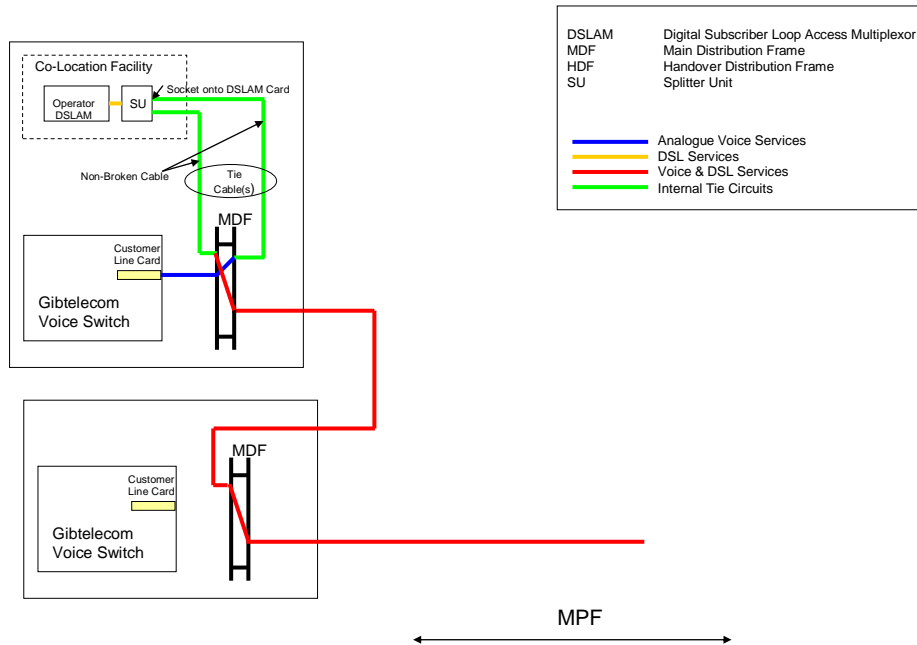 DSLAM Digital Subscriber Loop Access Multiplexor
MDF Main Distribution Frame
HDF Handover Distribution Frame
SU Splitter Unit
Analogue Voice Services
DSL Services
Voice & DSL Services
Internal Tie Circuits
Co-Location Facility
Operator
DSLAM
SU
Socket onto DSLAM Card
Non-Broken Cable
Tie
Cable(s)
MDF
Customer
Line Card
Gibtelecom
Voice Switch
MDF
Customer
Line Card
Gibtelecom
Voice Switch
MPF